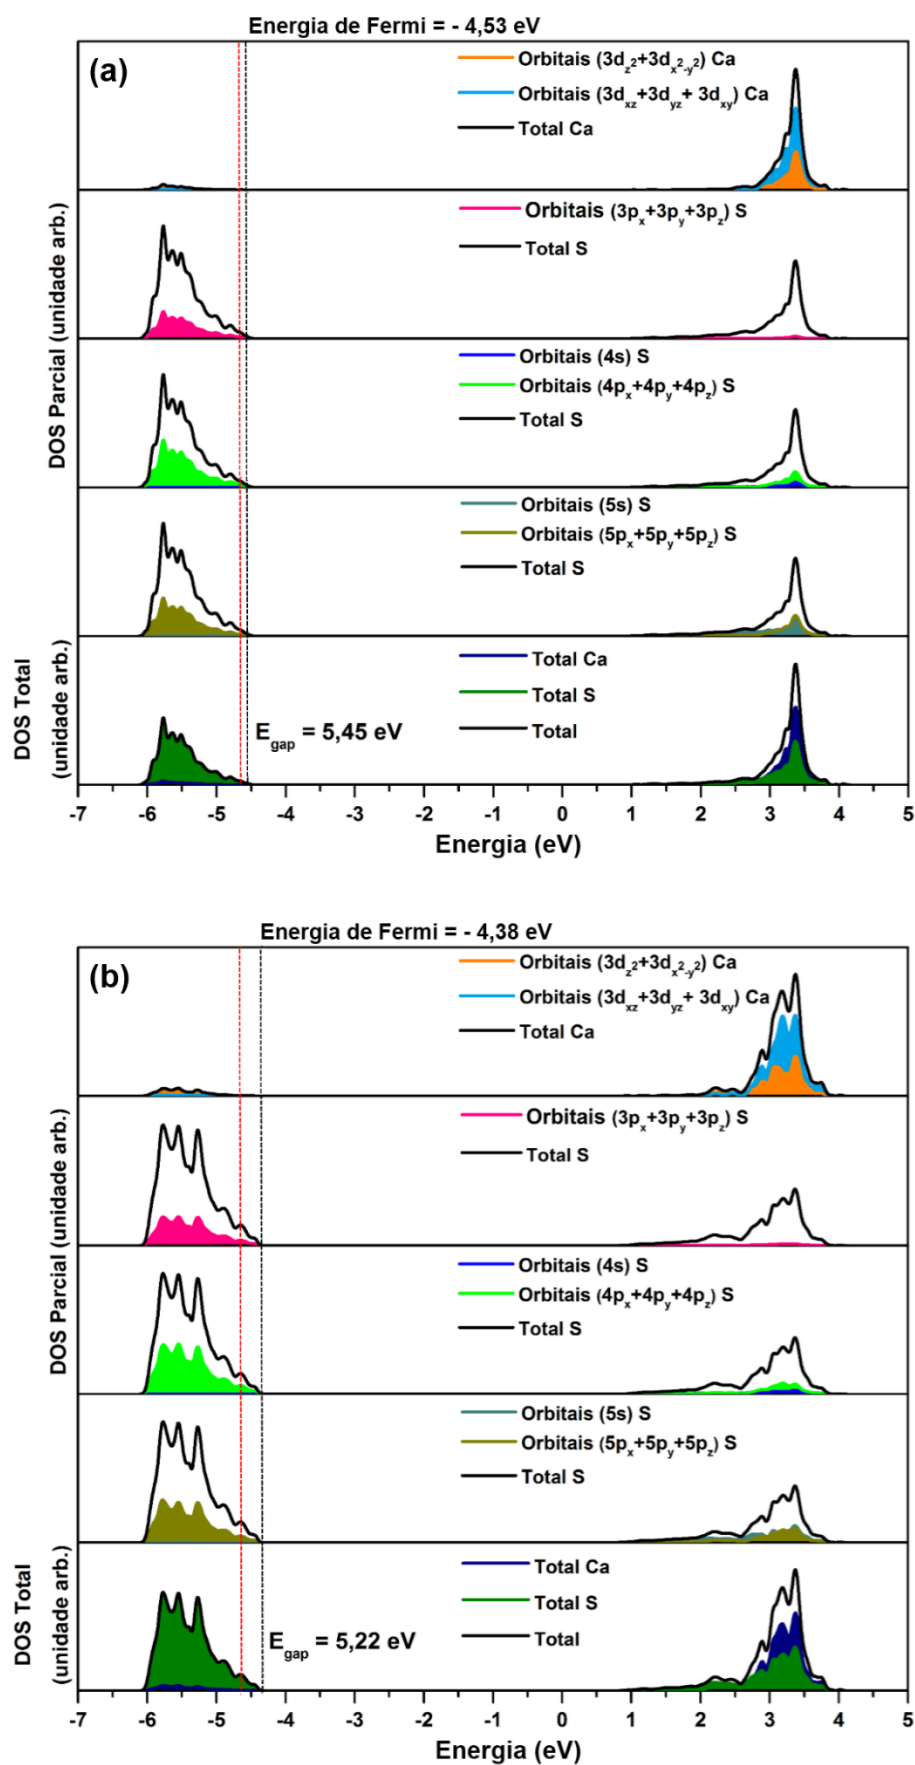 Energia de Fermi = - 4,53 eV
(a)
Orbitais (3dz²+3dx²-y²) Ca
Orbitais (3dxz+3dyz+ 3dxy) Ca
Total Ca
Orbitais (3px+3py+3pz) S
Total S
Orbitais (4s) S
Orbitais (4px+4py+4pz) S
Total S
Orbitais (5s) S
Orbitais (5px+5py+5pz) S
Total S
Total Ca
Total S
Total
Egap = 5,45 eV
DOS Parcial (unidade arb.)
DOS Total
(unidade arb.)
-7 -6 -5 -4 -3 -2 -1 0 1 2 3 4 5
Energia (eV)
Energia de Fermi = - 4,38 eV
(b)
Orbitais (3dz²+3dx²-y²) Ca
Orbitais (3dxz+3dyz+ 3dxy) Ca
Total Ca
Orbitais (3px+3py+3pz) S
Total S
Orbitais (4s) S
Orbitais (4px+4py+4pz) S
Total S
Orbitais (5s) S
Orbitais (5px+5py+5pz) S
Total S
Total Ca
Total S
Total
Egap = 5,22 eV
DOS Parcial (unidade arb.)
DOS Total
(unidade arb.)
-7 -6 -5 -4 -3 -2 -1 0 1 2 3 4 5
Energia (eV)